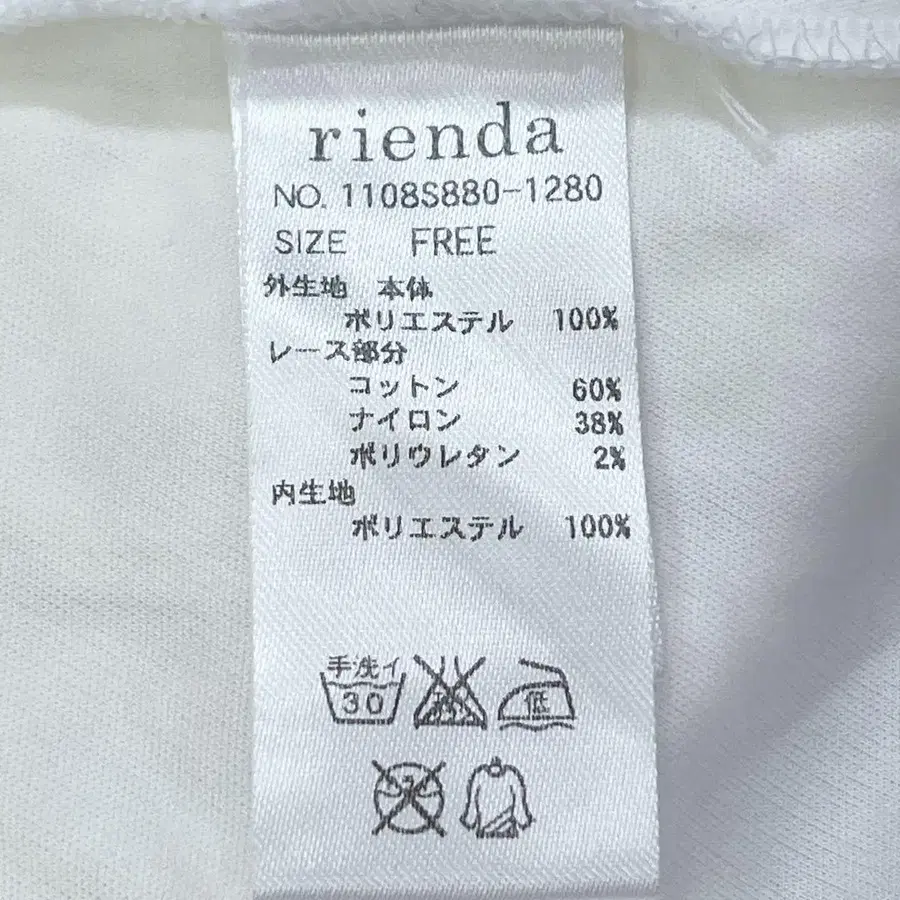 rienda
NO. 1108S880-1280
SIZE FREE
外生地 本体
ポリエステル 100%
レース部分
コットン 60%
ナイロン 38%
ポリウレタン 2%
内生地
ポリエステル 100%
手洗イ
30
低